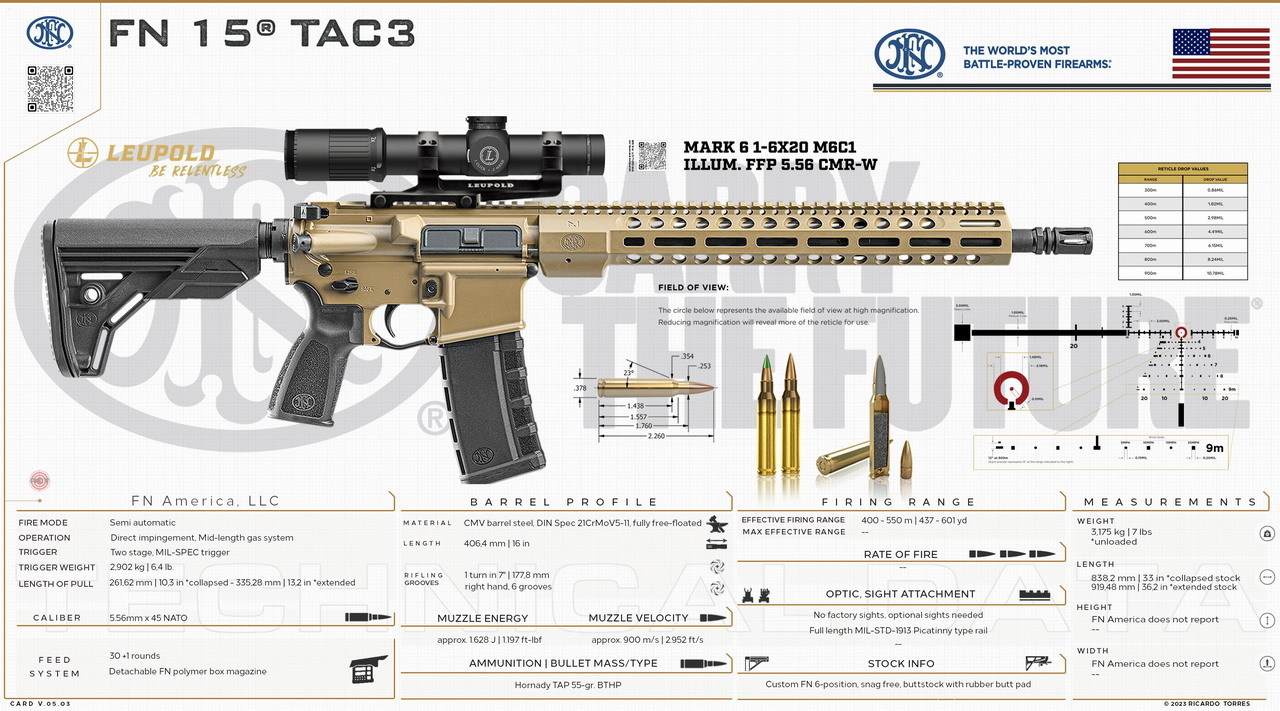 FN 15® TAC3
FN
®
THE WORLD'S MOST
BATTLE-PROVEN FIREARMS.®
LEUPOLD
BE RELENTLESS
LEUPOLD
MARK 6 1-6X20 M6C1
ILLUM. FFP 5.56 CMR-W
RETICLE DROP VALUES
RANGE DROP VALUE
300m 0.86MIL
400m 1.82MIL
500m 2.98MIL
600m 4.49MIL
700m 6.15MIL
800m 8.24MIL
900m 10.78MIL
CARRY
THE FUTURE®
FIELD OF VIEW:
The circle below represents the available field of view at high magnification.
Reducing magnification will reveal more of the reticle for use.
.354
.253
23°
.378
1.438
1.557
1.760
2.260
20
4
5
6
7
8
9m
20 10 10 20
9m
FN America, LLC
FIRE MODE Semi automatic
OPERATION Direct impingement, Mid-length gas system
TRIGGER Two stage, MIL-SPEC trigger
TRIGGER WEIGHT 2,902 kg | 6.4 lb.
LENGTH OF PULL 261,62 mm | 10,3 in *collapsed - 335,28 mm | 13,2 in *extended
CALIBER 5.56mm x 45 NATO
FEED SYSTEM
30 +1 rounds
Detachable FN polymer box magazine
BARREL PROFILE
MATERIAL CMV barrel steel, DIN Spec 21CrMoV5-11, fully free-floated
LENGTH 406,4 mm | 16 in
RIFLING GROOVES
1 turn in 7" | 177,8 mm
right hand, 6 grooves
MUZZLE ENERGY MUZZLE VELOCITY
approx. 1.628 J | 1.197 ft-lbf approx. 900 m/s | 2.952 ft/s
AMMUNITION | BULLET MASS/TYPE
Hornady TAP 55-gr. BTHP
FIRING RANGE
EFFECTIVE FIRING RANGE 400 - 550 m | 437 - 601 yd
MAX EFFECTIVE RANGE --
RATE OF FIRE
--
OPTIC, SIGHT ATTACHMENT
No factory sights, optional sights needed
Full length MIL-STD-1913 Picatinny type rail
--
STOCK INFO
Custom FN 6-position, snag free, buttstock with rubber butt pad
MEASUREMENTS
WEIGHT
3,175 kg | 7 lbs
*unloaded
LENGTH
838,2 mm | 33 in *collapsed stock
919,48 mm | 36,2 in *extended stock
HEIGHT
FN America does not report
--
WIDTH
FN America does not report
--
TECHNICAL DATA
CARD V.05.03
© 2023 RICARDO TORRES